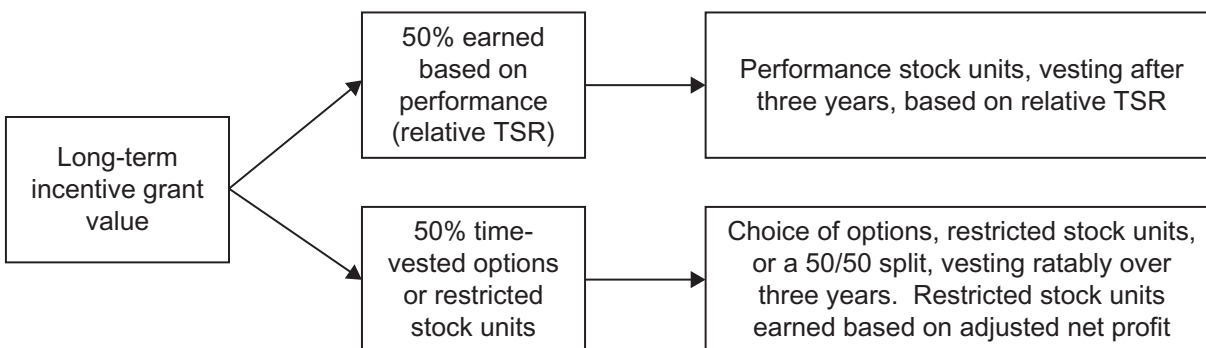 Long-term
incentive grant
value
50% earned
based on
performance
(relative TSR)
Performance stock units, vesting after
three years, based on relative TSR
50% time-
vested options
or restricted
stock units
Choice of options, restricted stock units,
or a 50/50 split, vesting ratably over
three years.  Restricted stock units
earned based on adjusted net profit